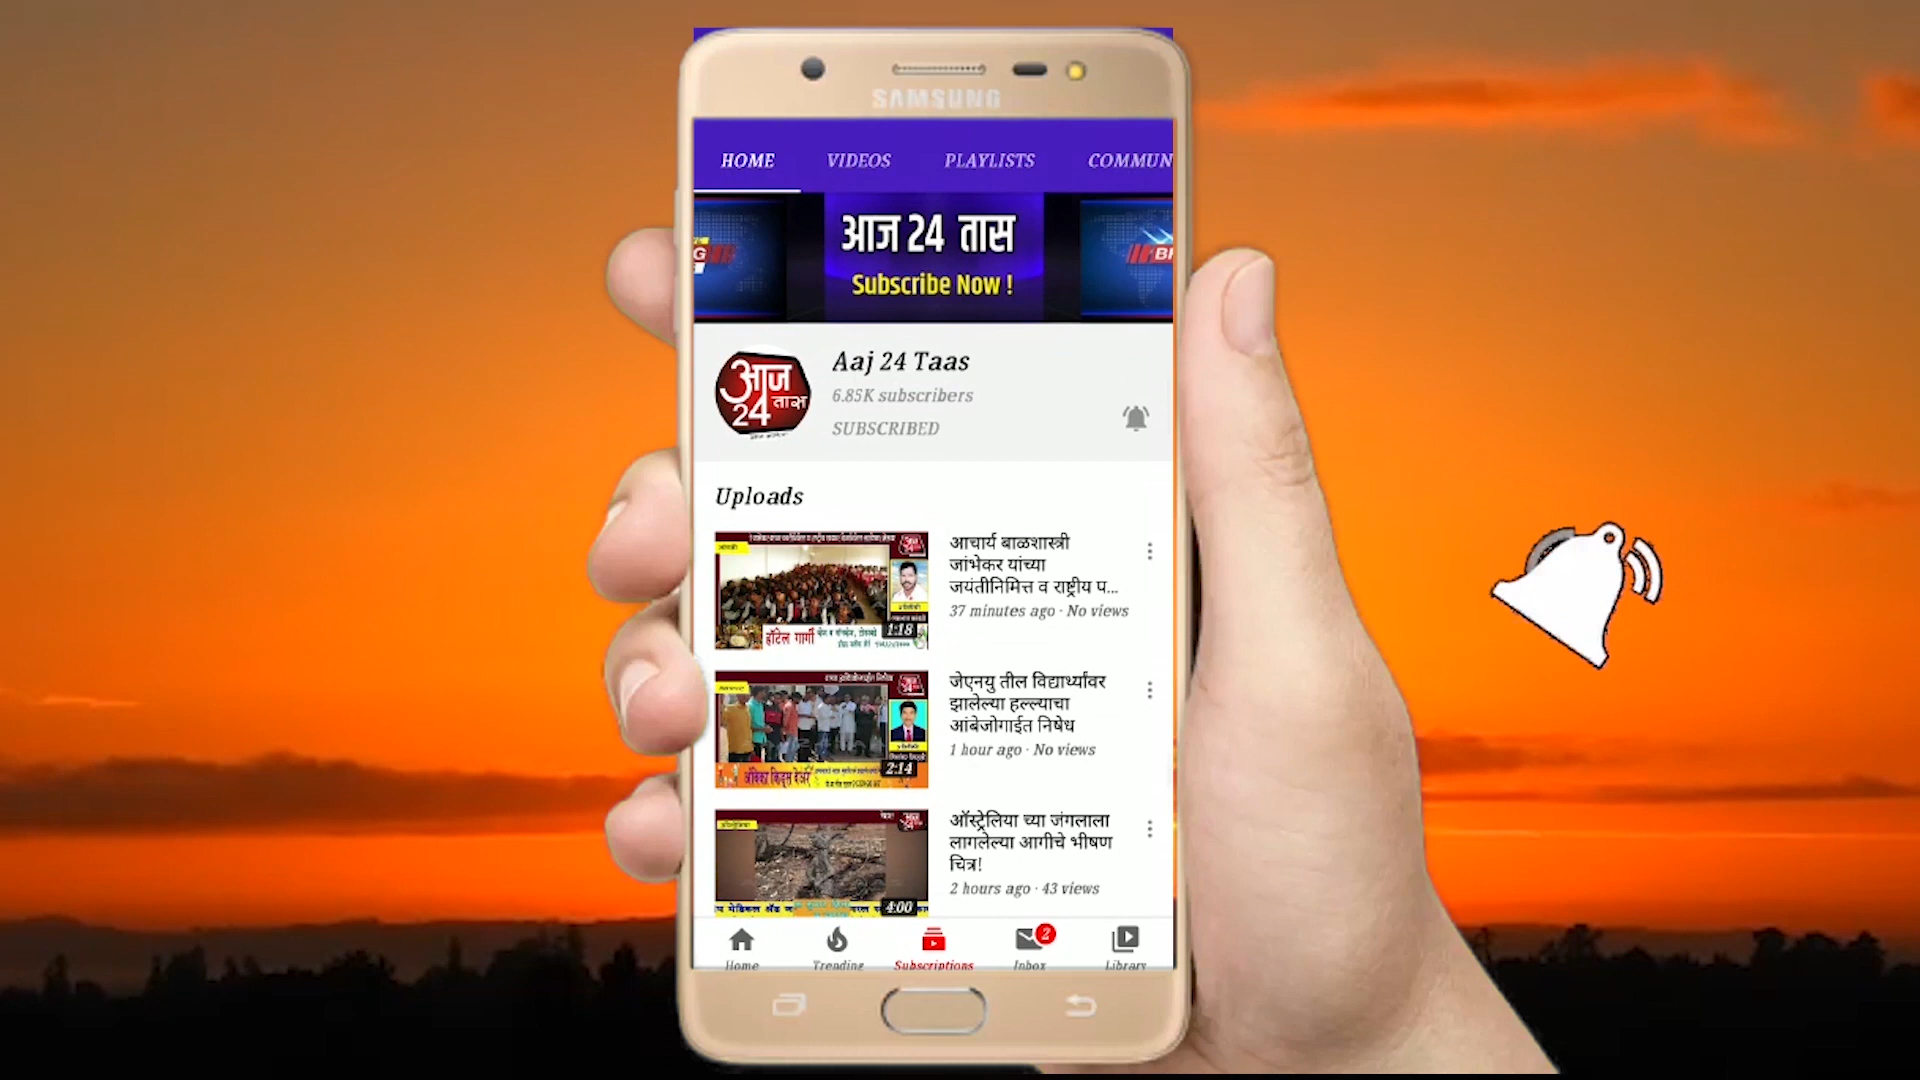 SAMSUNG
HOME VIDEOS PLAYLISTS COMMUN
आज 24 तास
Subscribe Now !
आज
24 तास
Aaj 24 Taas
6.85K subscribers
SUBSCRIBED
Uploads
आचार्य बाळशास्त्री
जांभेकर यांच्या
जयंतीनिमित्त व राष्ट्रीय प...
37 minutes ago · No views
हॉटेल गार्गी
1:18
जेएनयु तील विद्यार्थ्यांवर
झालेल्या हल्ल्याचा
आंबेजोगाईत निषेध
1 hour ago · No views
अंबिका किड्स वेअर
2:14
ऑस्ट्रेलिया च्या जंगलाला
लागलेल्या आगीचे भीषण
चित्र!
2 hours ago · 43 views
4:00
2
Home Trending Subscriptions Inbox Library